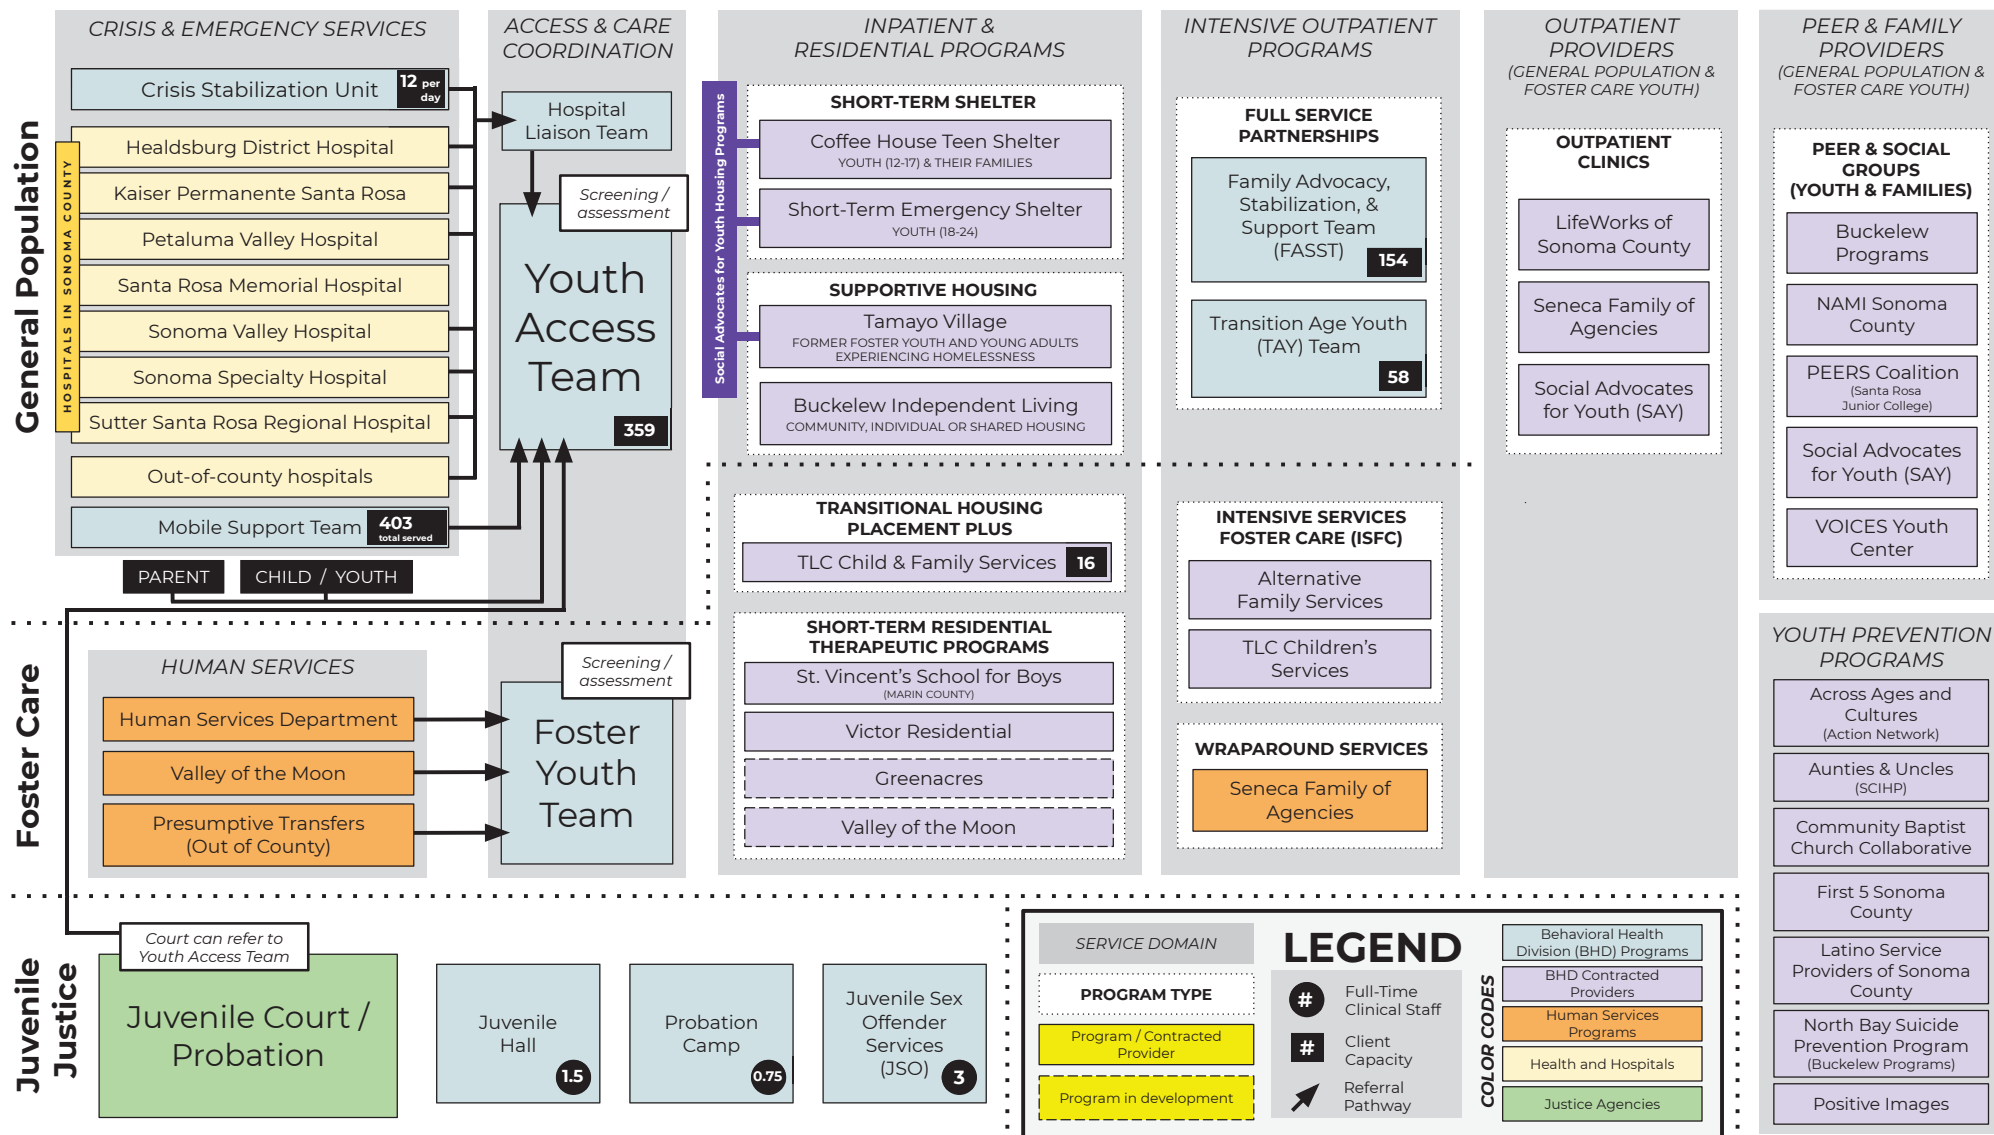 CRISIS & EMERGENCY SERVICES
Crisis Stabilization Unit
12 per
day
HOSPITALS IN SONOMA COUNTY
Healdsburg District Hospital
Kaiser Permanente Santa Rosa
Petaluma Valley Hospital
Santa Rosa Memorial Hospital
Sonoma Valley Hospital
Sonoma Specialty Hospital
Sutter Santa Rosa Regional Hospital
Out-of-county hospitals
Mobile Support Team
403
total served
PARENT
CHILD / YOUTH
General Population
ACCESS & CARE
COORDINATION
Hospital
Liaison Team
Screening /
assessment
Youth
Access
Team
359
INPATIENT &
RESIDENTIAL PROGRAMS
Social Advocates for Youth Housing Programs
SHORT-TERM SHELTER
Coffee House Teen Shelter
YOUTH (12-17) & THEIR FAMILIES
Short-Term Emergency Shelter
YOUTH (18-24)
SUPPORTIVE HOUSING
Tamayo Village
FORMER FOSTER YOUTH AND YOUNG ADULTS
EXPERIENCING HOMELESSNESS
Buckelew Independent Living
COMMUNITY, INDIVIDUAL OR SHARED HOUSING
INTENSIVE OUTPATIENT
PROGRAMS
FULL SERVICE
PARTNERSHIPS
Family Advocacy,
Stabilization, &
Support Team
(FASST)
154
Transition Age Youth
(TAY) Team
58
OUTPATIENT
PROVIDERS
(GENERAL POPULATION &
FOSTER CARE YOUTH)
OUTPATIENT
CLINICS
LifeWorks of
Sonoma County
Seneca Family of
Agencies
Social Advocates
for Youth (SAY)
PEER & FAMILY
PROVIDERS
(GENERAL POPULATION &
FOSTER CARE YOUTH)
PEER & SOCIAL
GROUPS
(YOUTH & FAMILIES)
Buckelew
Programs
NAMI Sonoma
County
PEERS Coalition
(Santa Rosa
Junior College)
Social Advocates
for Youth (SAY)
VOICES Youth
Center
Foster Care
HUMAN SERVICES
Human Services Department
Valley of the Moon
Presumptive Transfers
(Out of County)
Screening /
assessment
Foster
Youth
Team
TRANSITIONAL HOUSING
PLACEMENT PLUS
TLC Child & Family Services
16
SHORT-TERM RESIDENTIAL
THERAPEUTIC PROGRAMS
St. Vincent's School for Boys
(MARIN COUNTY)
Victor Residential
Greenacres
Valley of the Moon
INTENSIVE SERVICES
FOSTER CARE (ISFC)
Alternative
Family Services
TLC Children's
Services
WRAPAROUND SERVICES
Seneca Family of
Agencies
YOUTH PREVENTION
PROGRAMS
Across Ages and
Cultures
(Action Network)
Aunties & Uncles
(SCIHP)
Community Baptist
Church Collaborative
First 5 Sonoma
County
Latino Service
Providers of Sonoma
County
North Bay Suicide
Prevention Program
(Buckelew Programs)
Positive Images
Juvenile
Justice
Court can refer to
Youth Access Team
Juvenile Court /
Probation
Juvenile
Hall
1.5
Probation
Camp
0.75
Juvenile Sex
Offender
Services
(JSO)
3
LEGEND
SERVICE DOMAIN
PROGRAM TYPE
Program / Contracted
Provider
Program in development
#
Full-Time
Clinical Staff
#
Client
Capacity
Referral
Pathway
COLOR CODES
Behavioral Health
Division (BHD) Programs
BHD Contracted
Providers
Human Services
Programs
Health and Hospitals
Justice Agencies